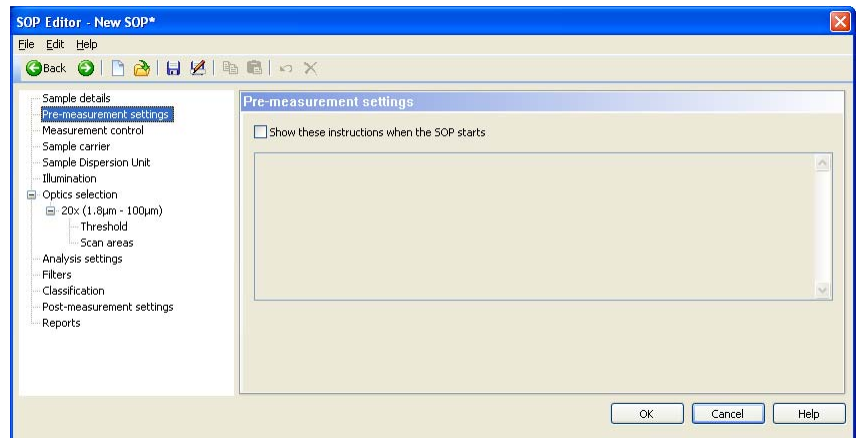 SOP Editor - New SOP*
File Edit Help
Back
Sample details
Pre-measurement settings
Measurement control
Sample carrier
Sample Dispersion Unit
Illumination
Optics selection
20x (1.8µm - 100µm)
Threshold
Scan areas
Analysis settings
Filters
Classification
Post-measurement settings
Reports
Pre-measurement settings
Show these instructions when the SOP starts
OK Cancel Help